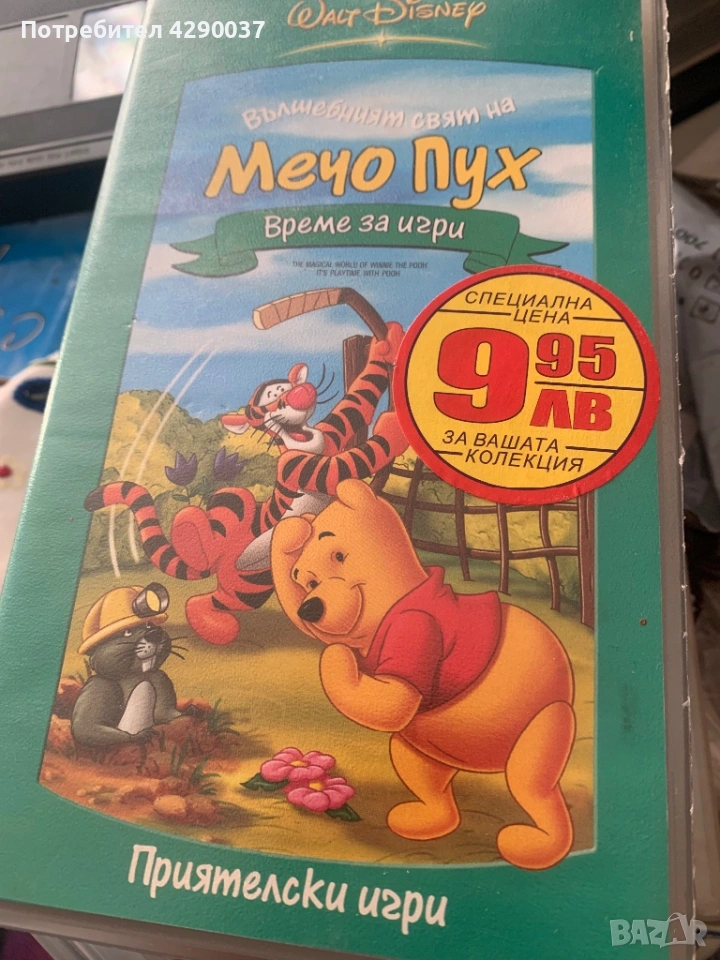 Потребител 4290037
WALT DISNEY
Вълшебният свят на
Мечо Пух
Време за игри
THE MAGICAL WORLD OF WINNIE THE POOH
IT'S PLAYTIME WITH POOH
СПЕЦИАЛНА
ЦЕНА
9 95
ЛВ
ЗА ВАШАТА
КОЛЕКЦИЯ
Приятелски игри
BAZAR